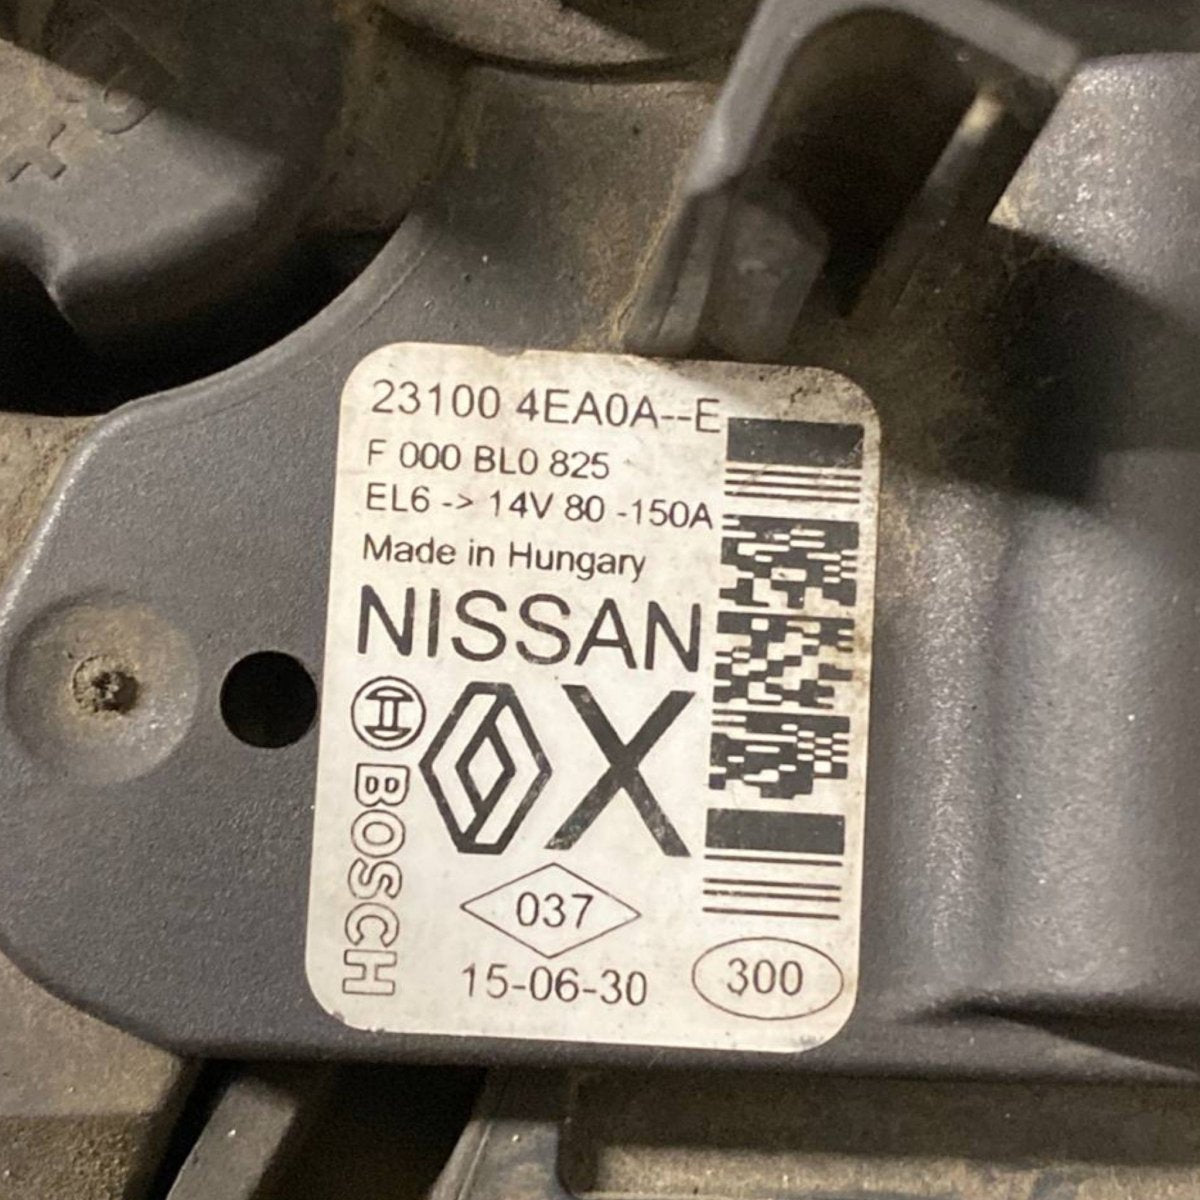 23100 4EA0A--E
F 000 BL0 825
EL6 -> 14V 80 -150A
Made in Hungary
NISSAN
X
BOSCH
037
15-06-30
300